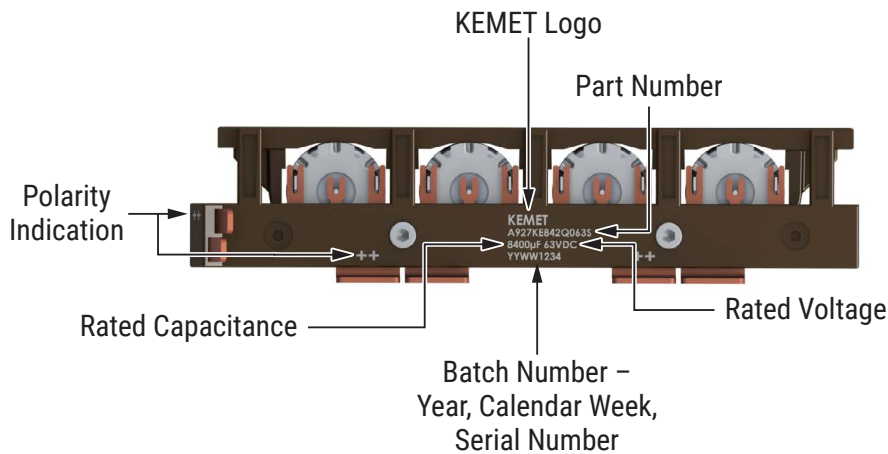 KEMET Logo
Part Number
Polarity
Indication
++
KEMET
A927KE842Q063S
8400µF 63VDC
YYWW1234
++
++
Rated Capacitance
Rated Voltage
Batch Number –
Year, Calendar Week,
Serial Number